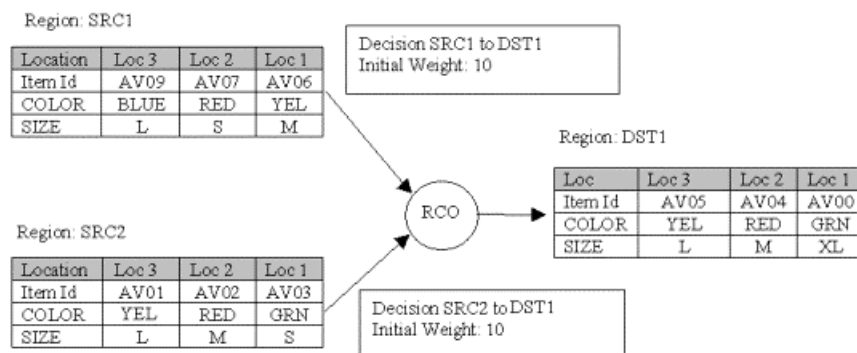 Region: SRC1
Location Loc 3 Loc 2 Loc 1
Item Id AV09 AV07 AV06
COLOR BLUE RED YEL
SIZE L S M
Decision SRC1 to DST1
Initial Weight: 10
Region: DST1
Loc Loc 3 Loc 2 Loc 1
Item Id AV05 AV04 AV00
COLOR YEL RED GRN
SIZE L M XL
RCO
Region: SRC2
Location Loc 3 Loc 2 Loc 1
Item Id AV01 AV02 AV03
COLOR YEL RED GRN
SIZE L M S
Decision SRC2 to DST1
Initial Weight: 10